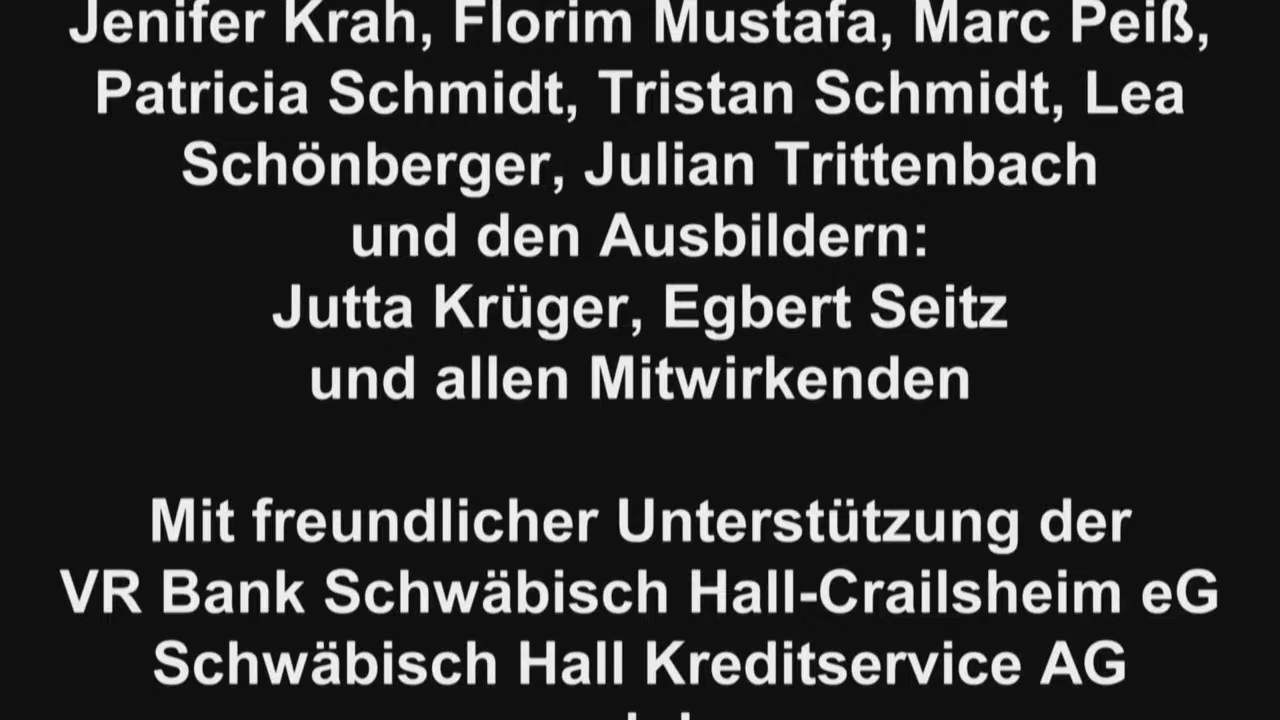 Jenifer Krah, Florim Mustafa, Marc Peiß,
Patricia Schmidt, Tristan Schmidt, Lea
Schönberger, Julian Trittenbach
und den Ausbildern:
Jutta Krüger, Egbert Seitz
und allen Mitwirkenden
Mit freundlicher Unterstützung der
VR Bank Schwäbisch Hall-Crailsheim eG
Schwäbisch Hall Kreditservice AG